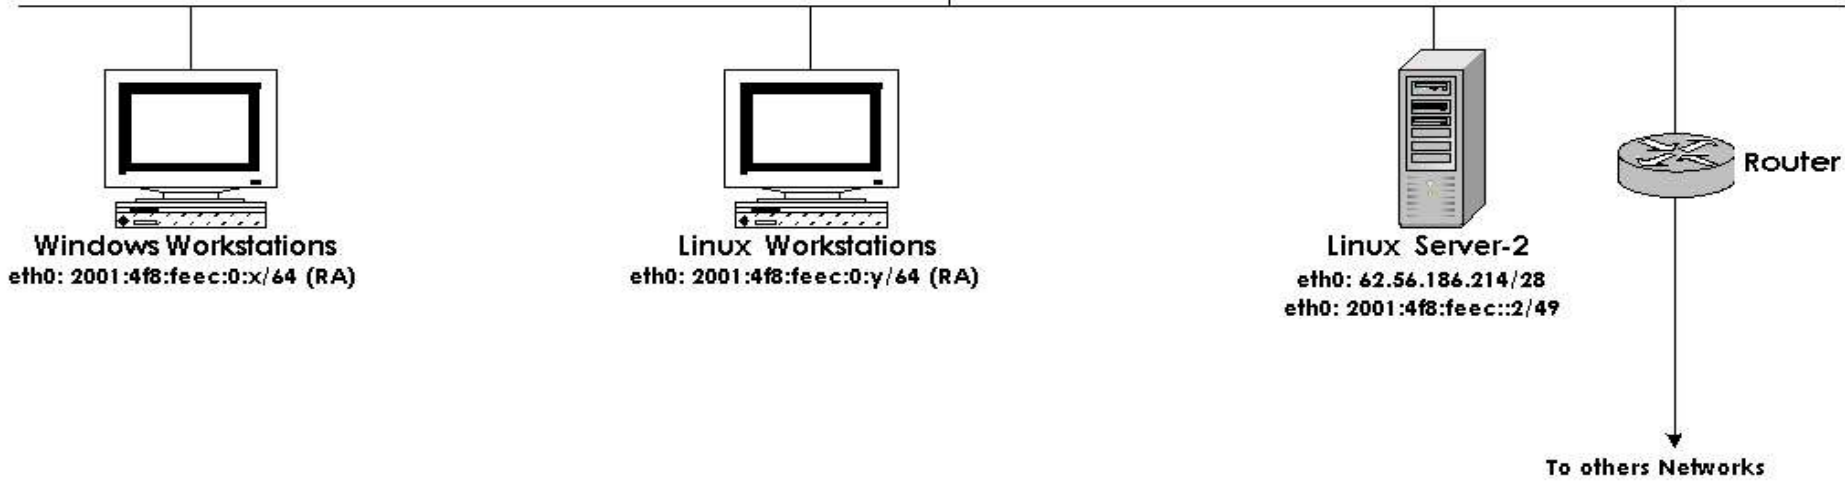 Router
Windows Workstations
eth0: 2001:4f8:feec:0:x/64 (RA)
Linux Workstations
eth0: 2001:4f8:feec:0:y/64 (RA)
Linux Server-2
eth0: 62.56.186.214/28
eth0: 2001:4f8:feec::2/49
To others Networks